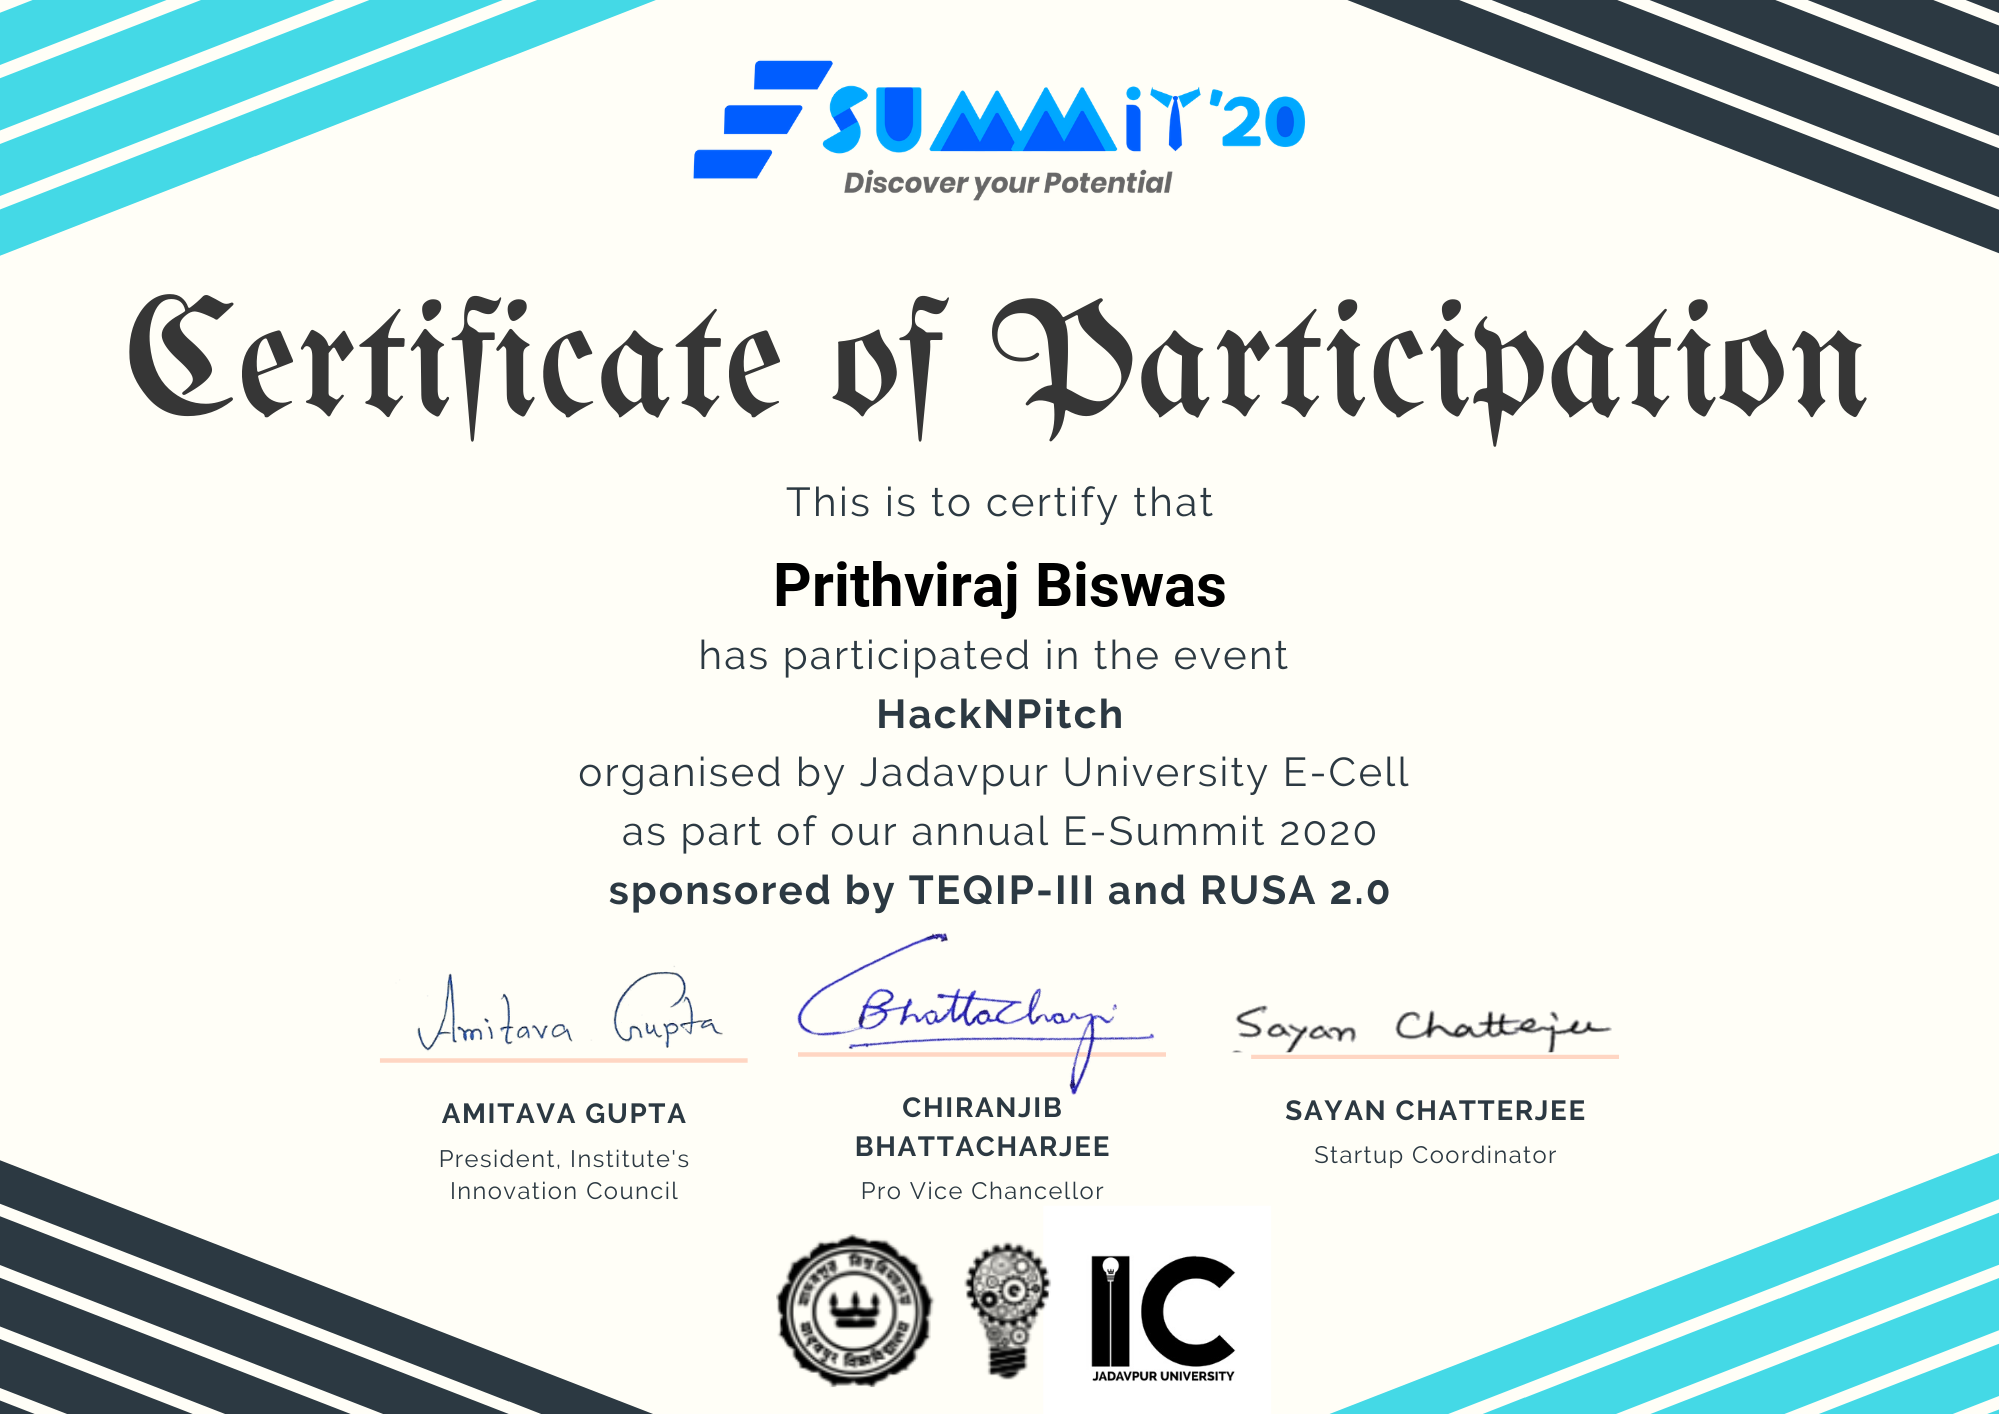 E SUMMiT'20
Discover your Potential
Certificate of Participation
This is to certify that
Prithviraj Biswas
has participated in the event
HackNPitch
organised by Jadavpur University E-Cell
as part of our annual E-Summit 2020
sponsored by TEQIP-III and RUSA 2.0
Amitava Gupta
CBhattacharji
Sayan Chatterjee
AMITAVA GUPTA
President, Institute's
Innovation Council
CHIRANJIB
BHATTACHARJEE
Pro Vice Chancellor
SAYAN CHATTERJEE
Startup Coordinator
IC
JADAVPUR UNIVERSITY